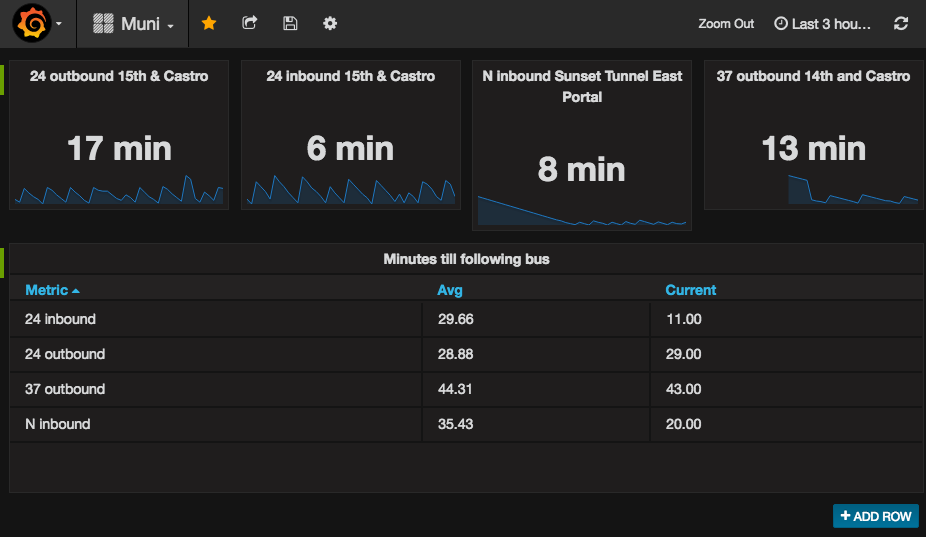 Muni
Zoom Out
Last 3 hou...
24 outbound 15th & Castro
17 min
24 inbound 15th & Castro
6 min
N inbound Sunset Tunnel East
Portal
8 min
37 outbound 14th and Castro
13 min
Minutes till following bus
Metric Avg Current
24 inbound 29.66 11.00
24 outbound 28.88 29.00
37 outbound 44.31 43.00
N inbound 35.43 20.00
+ ADD ROW